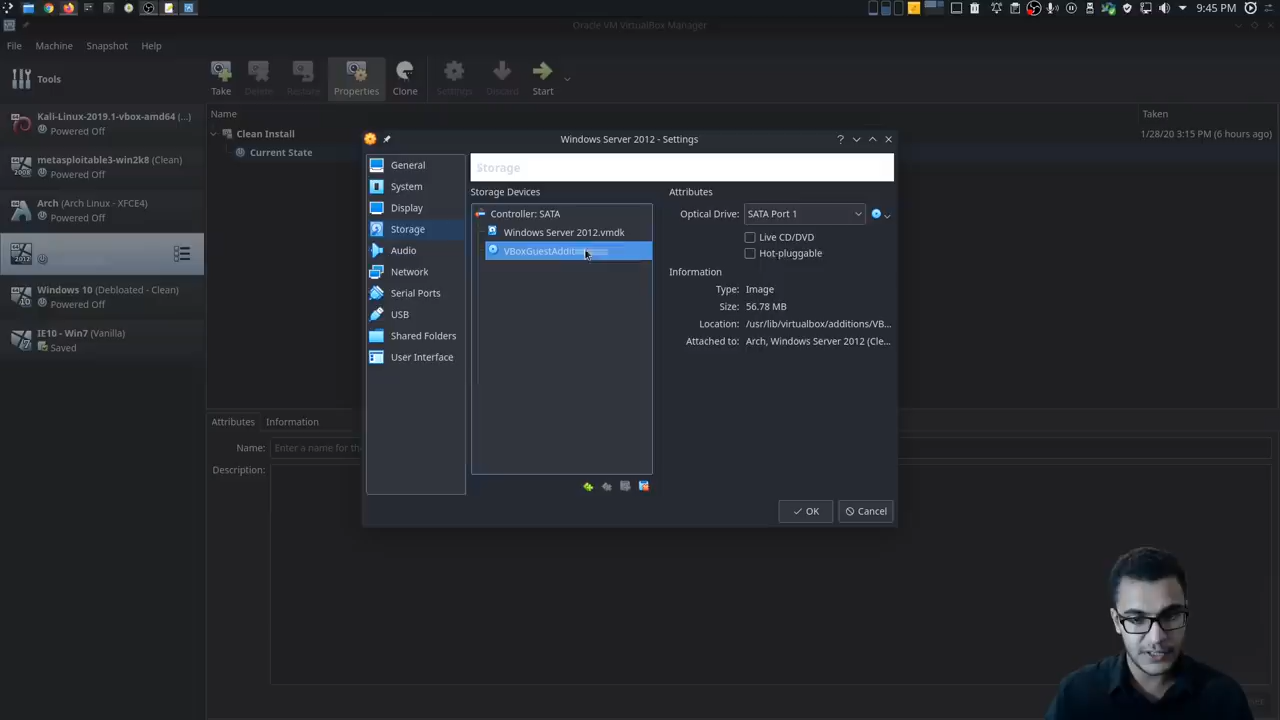 9:45 PM
Oracle VM VirtualBox Manager
File Machine Snapshot Help
Tools
Take Delete Restore Properties Clone Settings Discard Start
Name Taken
Kali-Linux-2019.1-vbox-amd64 (...)
Powered Off
Clean Install 1/28/20 3:15 PM (6 hours ago)
Current State
metasploitable3-win2k8 (Clean)
Powered Off
Arch (Arch Linux - XFCE4)
Powered Off
2012
Windows 10 (Debloated - Clean)
Powered Off
IE10 - Win7 (Vanilla)
Saved
Windows Server 2012 - Settings
General
System
Display
Storage
Audio
Network
Serial Ports
USB
Shared Folders
User Interface
Storage
Storage Devices
Controller: SATA
Windows Server 2012.vmdk
Attributes
Optical Drive: SATA Port 1
Live CD/DVD
Hot-pluggable
Information
Type: Image
Size: 56.78 MB
Location: /usr/lib/virtualbox/additions/VB...
Attached to: Arch, Windows Server 2012 (Cle...
OK Cancel
Attributes Information
Name: Enter a name for th
Description: